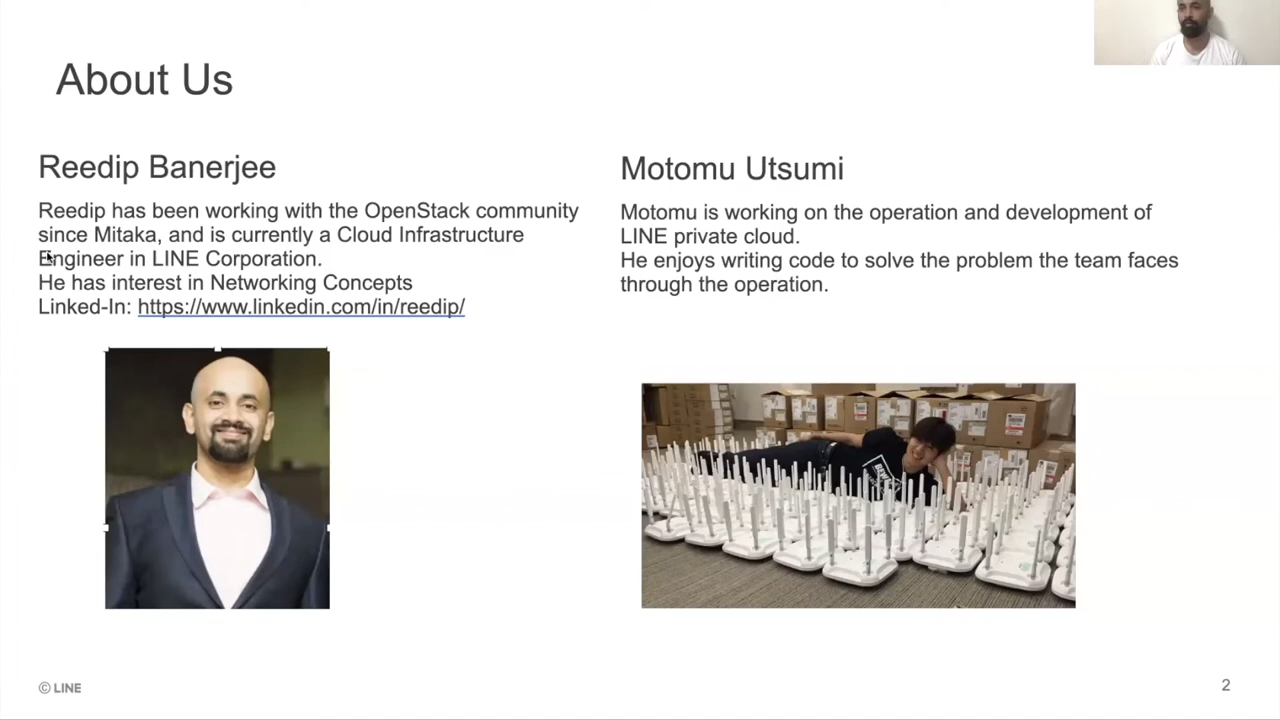 About Us
Reedip Banerjee
Reedip has been working with the OpenStack community
since Mitaka, and is currently a Cloud Infrastructure
Engineer in LINE Corporation.
He has interest in Networking Concepts
Linked-In: https://www.linkedin.com/in/reedip/
Motomu Utsumi
Motomu is working on the operation and development of
LINE private cloud.
He enjoys writing code to solve the problem the team faces
through the operation.
© LINE
2